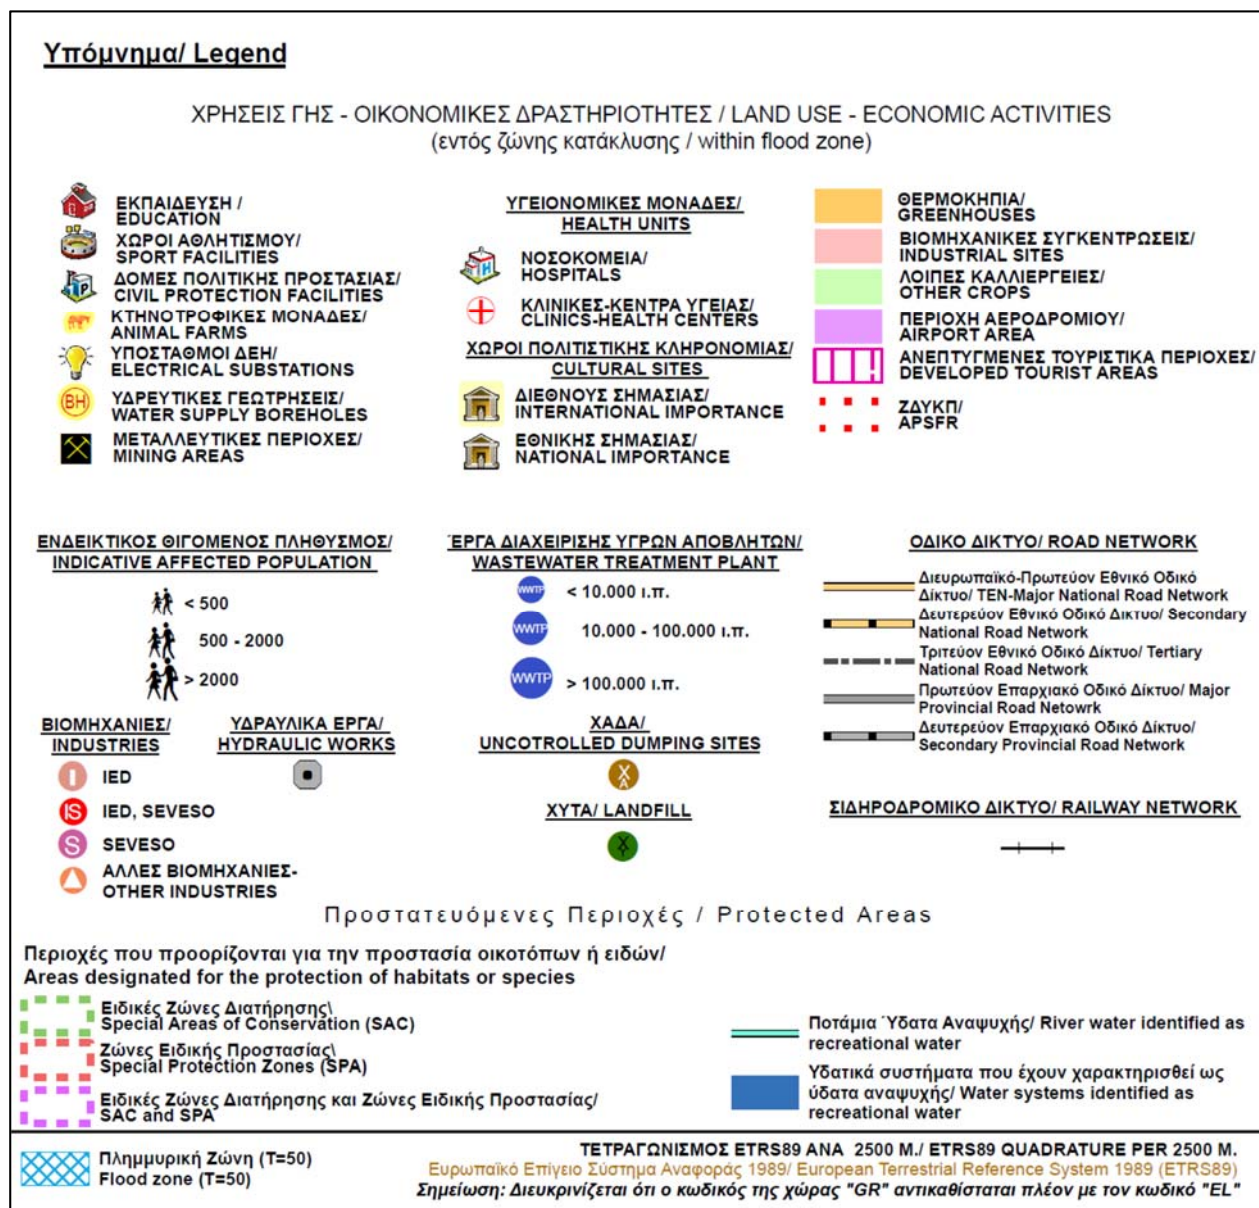 Υπόμνημα/ Legend
ΧΡΗΣΕΙΣ ΓΗΣ - ΟΙΚΟΝΟΜΙΚΕΣ ΔΡΑΣΤΗΡΙΟΤΗΤΕΣ / LAND USE - ECONOMIC ACTIVITIES
(εντός ζώνης κατάκλυσης / within flood zone)
ΕΚΠΑΙΔΕΥΣΗ /
EDUCATION
ΧΩΡΟΙ ΑΘΛΗΤΙΣΜΟΥ/
SPORT FACILITIES
P
ΔΟΜΕΣ ΠΟΛΙΤΙΚΗΣ ΠΡΟΣΤΑΣΙΑΣ/
CIVIL PROTECTION FACILITIES
ΚΤΗΝΟΤΡΟΦΙΚΕΣ ΜΟΝΑΔΕΣ/
ANIMAL FARMS
ΥΠΟΣΤΑΘΜΟΙ ΔΕΗ/
ELECTRICAL SUBSTATIONS
BH
ΥΔΡΕΥΤΙΚΕΣ ΓΕΩΤΡΗΣΕΙΣ/
WATER SUPPLY BOREHOLES
ΜΕΤΑΛΛΕΥΤΙΚΕΣ ΠΕΡΙΟΧΕΣ/
MINING AREAS
ΥΓΕΙΟΝΟΜΙΚΕΣ ΜΟΝΑΔΕΣ/
HEALTH UNITS
H
ΝΟΣΟΚΟΜΕΙΑ/
HOSPITALS
ΚΛΙΝΙΚΕΣ-ΚΕΝΤΡΑ ΥΓΕΙΑΣ/
CLINICS-HEALTH CENTERS
ΧΩΡΟΙ ΠΟΛΙΤΙΣΤΙΚΗΣ ΚΛΗΡΟΝΟΜΙΑΣ/
CULTURAL SITES
ΔΙΕΘΝΟΥΣ ΣΗΜΑΣΙΑΣ/
INTERNATIONAL IMPORTANCE
ΕΘΝΙΚΗΣ ΣΗΜΑΣΙΑΣ/
NATIONAL IMPORTANCE
ΘΕΡΜΟΚΗΠΙΑ/
GREENHOUSES
ΒΙΟΜΗΧΑΝΙΚΕΣ ΣΥΓΚΕΝΤΡΩΣΕΙΣ/
INDUSTRIAL SITES
ΛΟΙΠΕΣ ΚΑΛΛΙΕΡΓΕΙΕΣ/
OTHER CROPS
ΠΕΡΙΟΧΗ ΑΕΡΟΔΡΟΜΙΟΥ/
AIRPORT AREA
ΑΝΕΠΤΥΓΜΕΝΕΣ ΤΟΥΡΙΣΤΙΚΑ ΠΕΡΙΟΧΕΣ/
DEVELOPED TOURIST AREAS
ΖΔΥΚΠ/
APSFR
ΕΝΔΕΙΚΤΙΚΟΣ ΘΙΓΟΜΕΝΟΣ ΠΛΗΘΥΣΜΟΣ/
INDICATIVE AFFECTED POPULATION
< 500
500 - 2000
> 2000
ΈΡΓΑ ΔΙΑΧΕΙΡΙΣΗΣ ΥΓΡΩΝ ΑΠΟΒΛΗΤΩΝ/
WASTEWATER TREATMENT PLANT
WWTP < 10.000 ι.π.
WWTP 10.000 - 100.000 ι.π.
WWTP > 100.000 ι.π.
ΟΔΙΚΟ ΔΙΚΤΥΟ/ ROAD NETWORK
Διευρωπαϊκό-Πρωτεύον Εθνικό Οδικό
Δίκτυο/ TEN-Major National Road Network
Δευτερεύον Εθνικό Οδικό Δικτυο/ Secondary
National Road Network
Τριτεύον Εθνικό Οδικό Δίκτυο/ Tertiary
National Road Network
Πρωτεύον Επαρχιακό Οδικό Δίκτυο/ Major
Provincial Road Netowrk
Δευτερεύον Επαρχιακό Οδικό Δίκτυο/
Secondary Provincial Road Network
ΒΙΟΜΗΧΑΝΙΕΣ/
INDUSTRIES
I IED
IS IED, SEVESO
S SEVESO
ΑΛΛΕΣ ΒΙΟΜΗΧΑΝΙΕΣ-
OTHER INDUSTRIES
ΥΔΡΑΥΛΙΚΑ ΕΡΓΑ/
HYDRAULIC WORKS
ΧΑΔΑ/
UNCOTROLLED DUMPING SITES
ΧΑ
ΧΥΤΑ/ LANDFILL
ΧΥ
ΣΙΔΗΡΟΔΡΟΜΙΚΟ ΔΙΚΤΥΟ/ RAILWAY NETWORK
Προστατευόμενες Περιοχές / Protected Areas
Περιοχές που προορίζονται για την προστασία οικοτόπων ή ειδών/
Areas designated for the protection of habitats or species
Ειδικές Ζώνες Διατήρησης\
Special Areas of Conservation (SAC)
Ζώνες Ειδικής Προστασίας\
Special Protection Zones (SPA)
Ειδικές Ζώνες Διατήρησης και Ζώνες Ειδικής Προστασίας/
SAC and SPA
Ποτάμια Ύδατα Αναψυχής/ River water identified as
recreational water
Υδατικά συστήματα που έχουν χαρακτηρισθεί ως
ύδατα αναψυχής/ Water systems identified as
recreational water
Πλημμυρική Ζώνη (T=50)
Flood zone (T=50)
ΤΕΤΡΑΓΩΝΙΣΜΟΣ ETRS89 ΑΝΑ 2500 Μ./ ETRS89 QUADRATURE PER 2500 M.
Ευρωπαϊκό Επίγειο Σύστημα Αναφοράς 1989/ European Terrestrial Reference System 1989 (ETRS89)
Σημείωση: Διευκρινίζεται ότι ο κωδικός της χώρας "GR" αντικαθίσταται πλέον με τον κωδικό "EL"